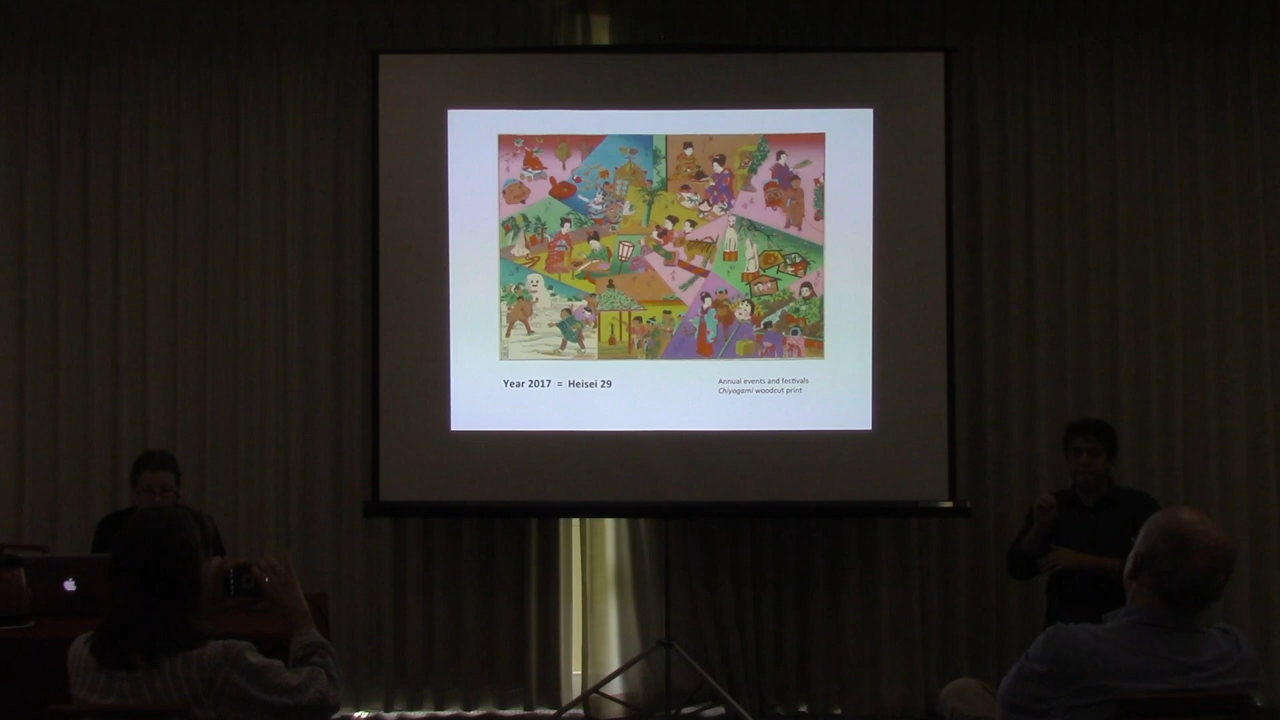 Year 2017 = Heisei 29
Annual events and festivals
Chiyogami woodcut print